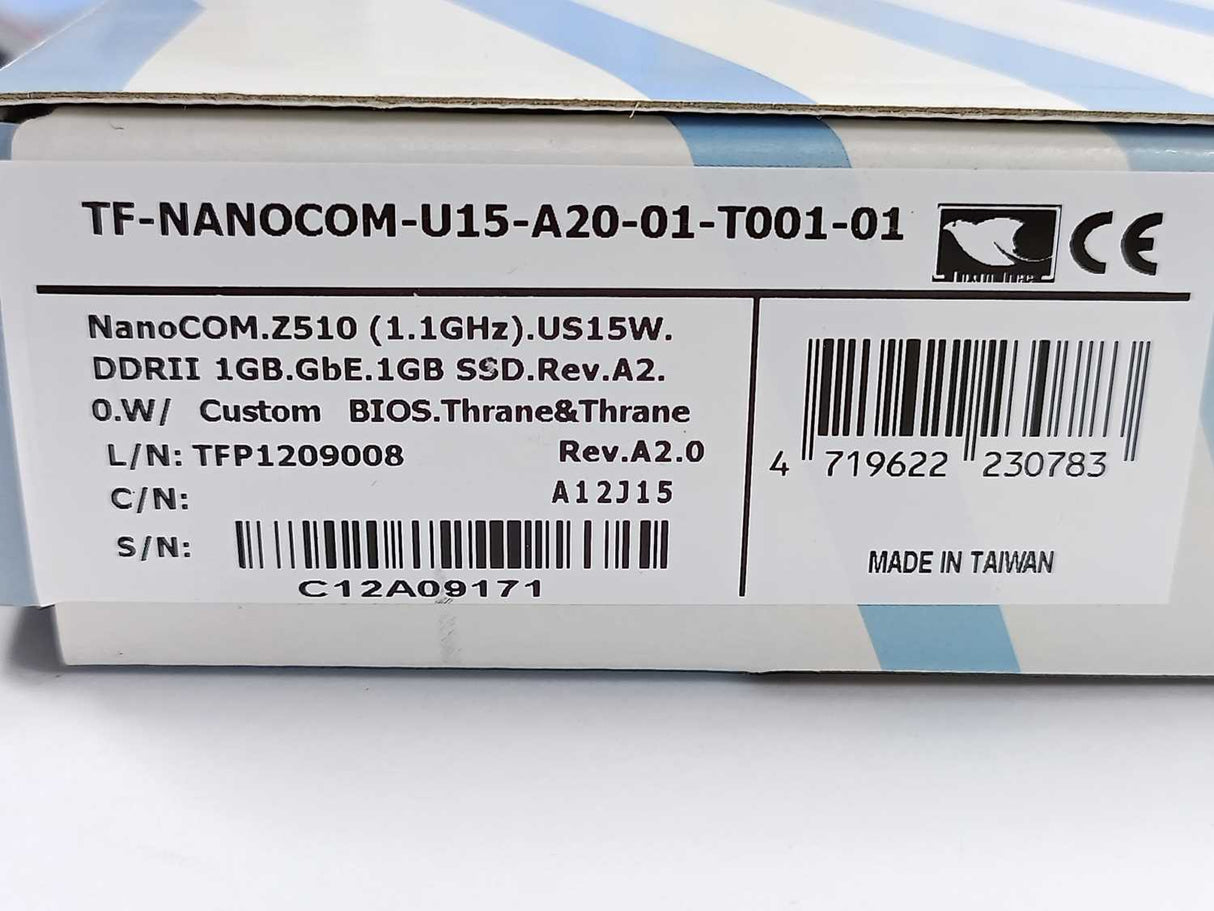 TF-NANOCOM-U15-A20-01-T001-01
CE
NanoCOM.Z510 (1.1GHz).US15W.
DDRII 1GB.GbE.1GB SSD.Rev.A2.
0.W/ Custom BIOS.Thrane&Thrane
L/N: TFP1209008 Rev.A2.0
C/N: A12J15
S/N:
C12A09171
4 719622 230783
MADE IN TAIWAN